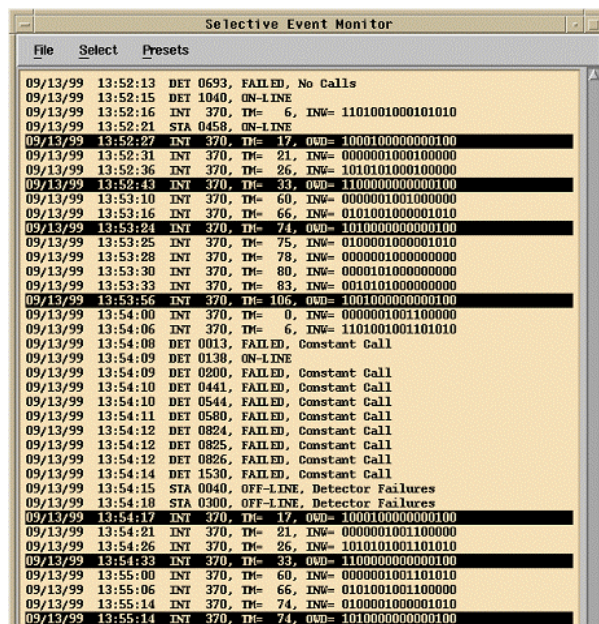 Selective Event Monitor
File Select Presets
09/13/99 13:52:13 DET 0693, FAILED, No Calls
09/13/99 13:52:15 DET 1040, ON-LINE
09/13/99 13:52:16 INT 370, TM= 6, INW= 1101001000101010
09/13/99 13:52:21 STA 0458, ON-LINE
09/13/99 13:52:27 INT 370, TM= 17, OWD= 1000100000000100
09/13/99 13:52:31 INT 370, TM= 21, INW= 0000001000100000
09/13/99 13:52:36 INT 370, TM= 26, INW= 1010101000100000
09/13/99 13:52:43 INT 370, TM= 33, OWD= 1100000000000100
09/13/99 13:53:10 INT 370, TM= 60, INW= 0000001001000000
09/13/99 13:53:16 INT 370, TM= 66, INW= 0101001000001010
09/13/99 13:53:24 INT 370, TM= 74, OWD= 1010000000000100
09/13/99 13:53:25 INT 370, TM= 75, INW= 0100001000001010
09/13/99 13:53:28 INT 370, TM= 78, INW= 0000001000000000
09/13/99 13:53:30 INT 370, TM= 80, INW= 0000101000000000
09/13/99 13:53:33 INT 370, TM= 83, INW= 0010101000000000
09/13/99 13:53:56 INT 370, TM= 106, OWD= 1001000000000100
09/13/99 13:54:00 INT 370, TM= 0, INW= 0000001001100000
09/13/99 13:54:06 INT 370, TM= 6, INW= 1101001001101010
09/13/99 13:54:08 DET 0013, FAILED, Constant Call
09/13/99 13:54:09 DET 0138, ON-LINE
09/13/99 13:54:09 DET 0200, FAILED, Constant Call
09/13/99 13:54:10 DET 0441, FAILED, Constant Call
09/13/99 13:54:10 DET 0544, FAILED, Constant Call
09/13/99 13:54:11 DET 0580, FAILED, Constant Call
09/13/99 13:54:12 DET 0824, FAILED, Constant Call
09/13/99 13:54:12 DET 0825, FAILED, Constant Call
09/13/99 13:54:12 DET 0826, FAILED, Constant Call
09/13/99 13:54:14 DET 1530, FAILED, Constant Call
09/13/99 13:54:15 STA 0040, OFF-LINE, Detector Failures
09/13/99 13:54:18 STA 0300, OFF-LINE, Detector Failures
09/13/99 13:54:17 INT 370, TM= 17, OWD= 1000100000000100
09/13/99 13:54:21 INT 370, TM= 21, INW= 0000001001100000
09/13/99 13:54:26 INT 370, TM= 26, INW= 1010101001101010
09/13/99 13:54:33 INT 370, TM= 33, OWD= 1100000000000100
09/13/99 13:55:00 INT 370, TM= 60, INW= 0000001001101010
09/13/99 13:55:06 INT 370, TM= 66, INW= 0101001001100000
09/13/99 13:55:14 INT 370, TM= 74, INW= 0100001000001010
09/13/99 13:55:14 INT 370, TM= 74, OWD= 1010000000000100